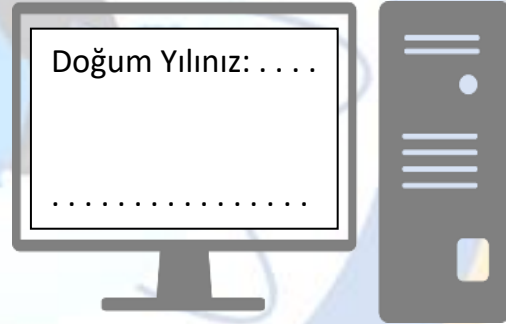 Doğum Yılınız: . . . .
. . . . . . . . . . . . . . . .